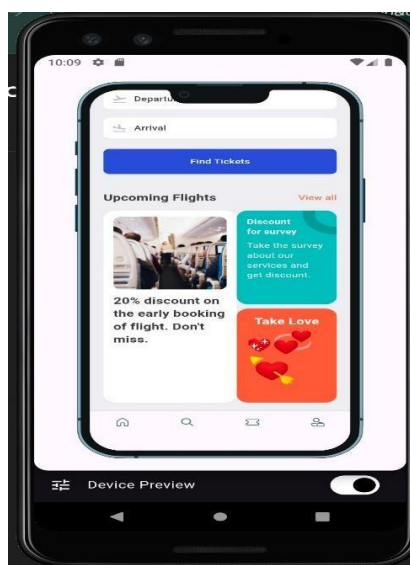 10:09
Departu
Arrival
Find Tickets
Upcoming Flights
View all
20% discount on
the early booking
of flight. Don't
miss.
Discount
for survey
Take the survey
about our
services and
get discount.
Take Love
Device Preview